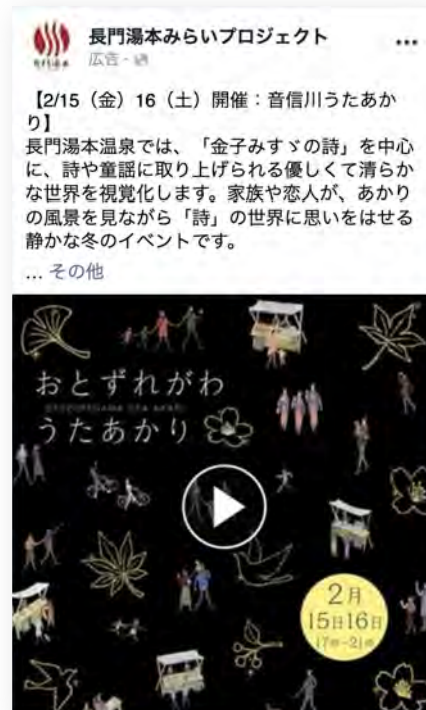 長門湯本みらいプロジェクト
広告・
【2/15（金）16（土）開催：音信川うたあか
り】
長門湯本温泉では、「金子みすゞの詩」を中心
に、詩や童謡に取り上げられる優しくて清らか
な世界を視覚化します。家族や恋人が、あかり
の風景を見ながら「詩」の世界に思いをはせる
静かな冬のイベントです。
... その他
おとずれがわ
OTOZUREGAWA UTA AKARI
うたあかり
2月
15日16日
17時-21時